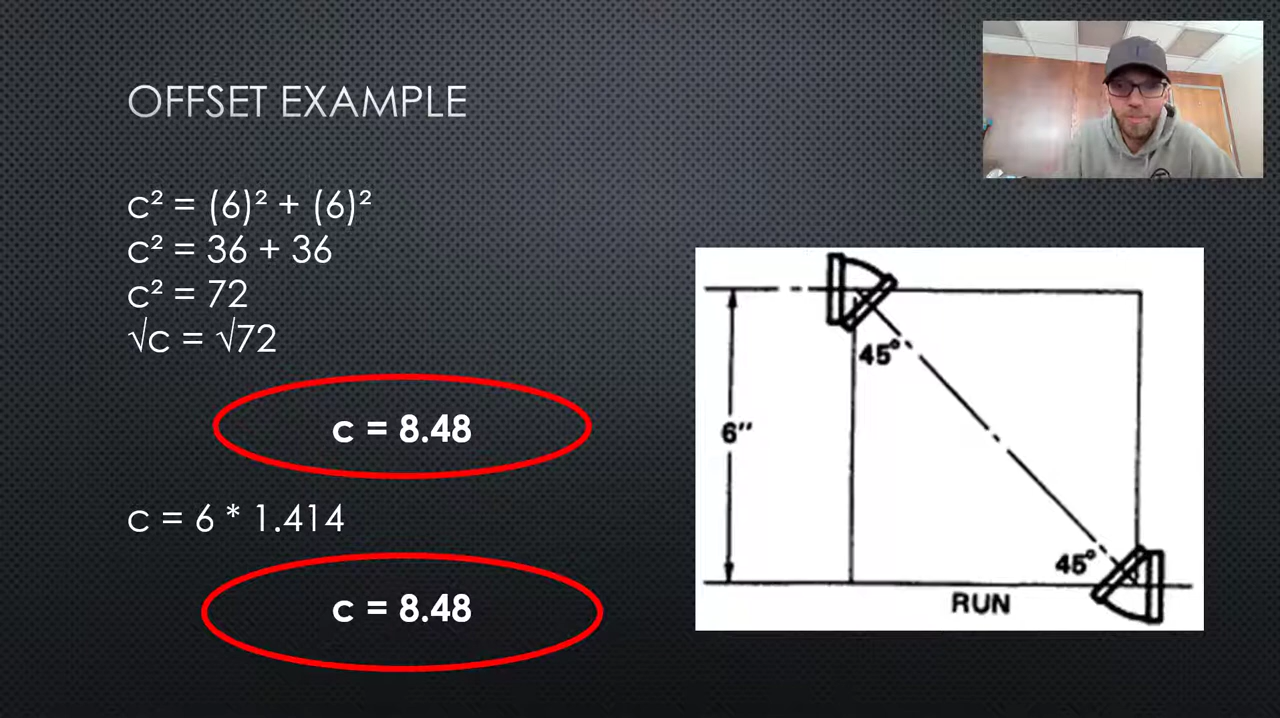 OFFSET EXAMPLE
c² = (6)² + (6)²
c² = 36 + 36
c² = 72
√c = √72
c = 8.48
c = 6 * 1.414
c = 8.48
45°
6"
45°
RUN